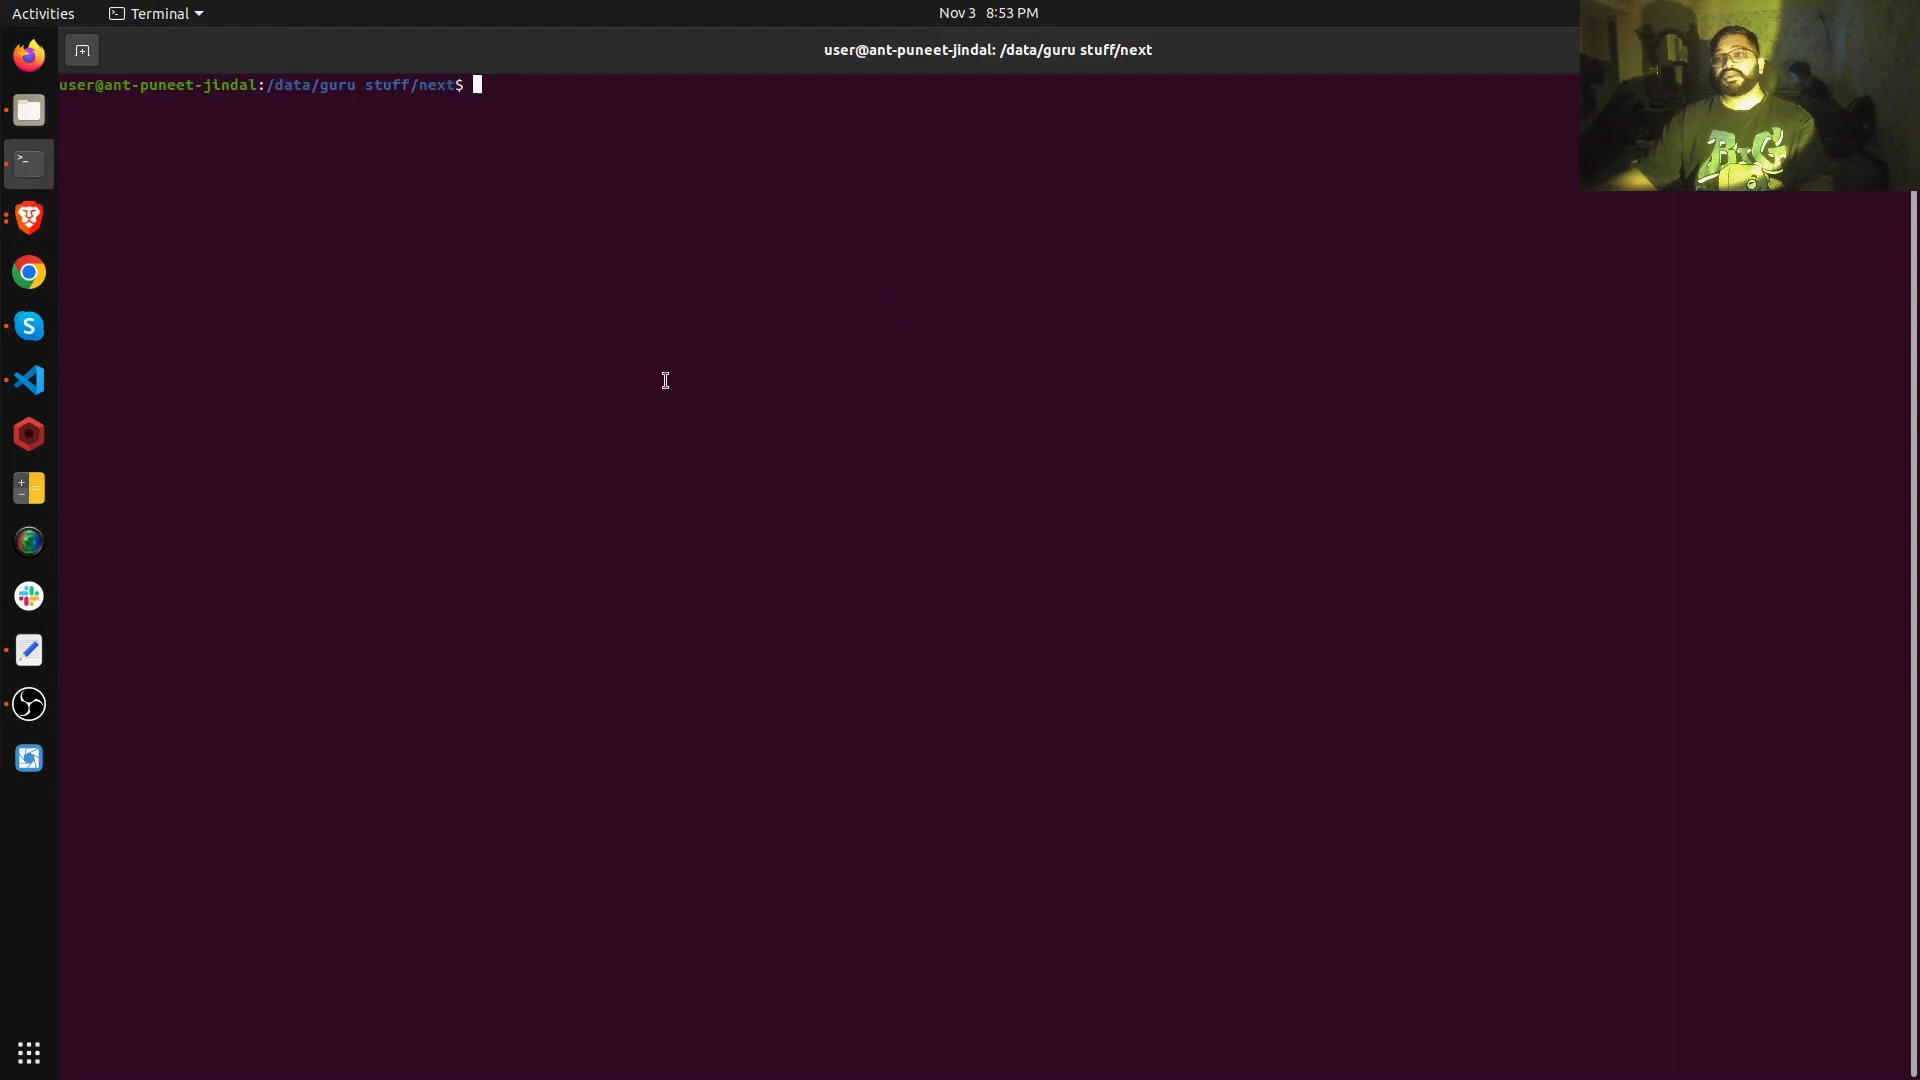 Activities
Terminal
Nov 3 8:53 PM
user@ant-puneet-jindal: /data/guru stuff/next
user@ant-puneet-jindal:/data/guru stuff/next$